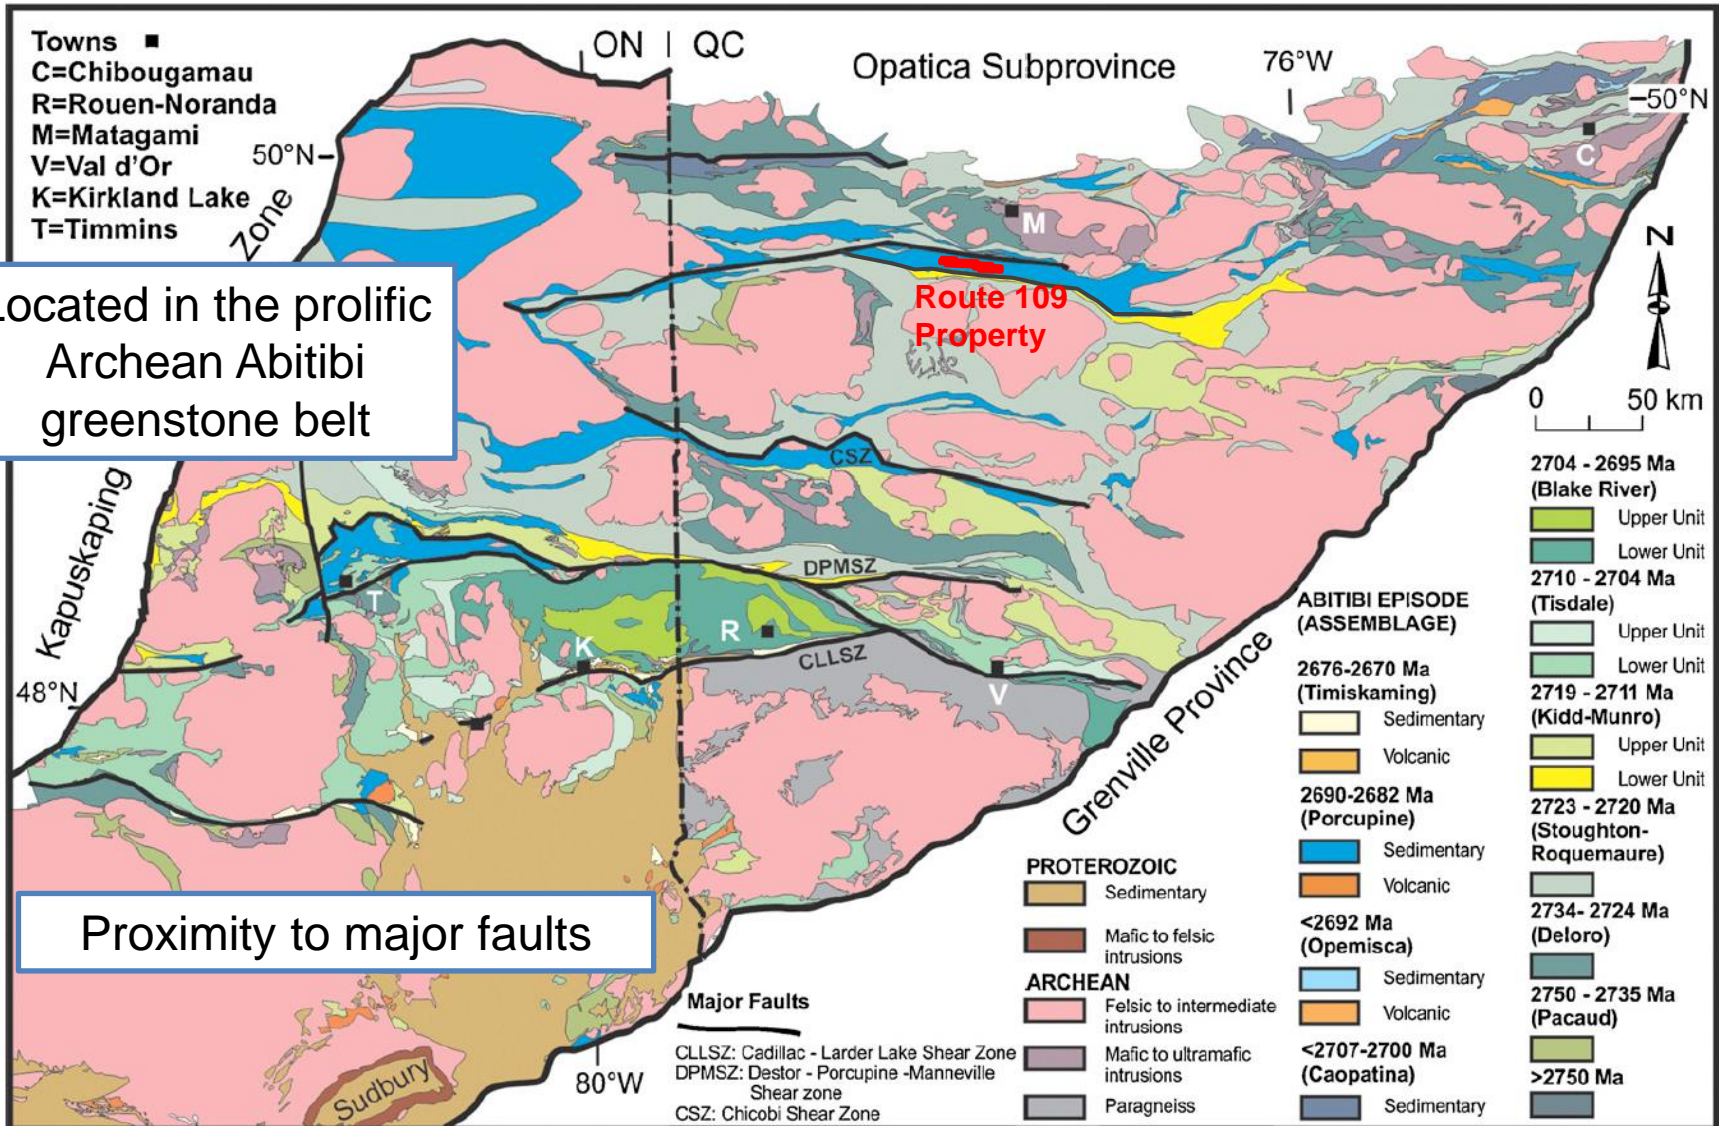 Towns
C=Chibougamau
R=Rouen-Noranda
M=Matagami
V=Val d'Or
K=Kirkland Lake
T=Timmins
ON | QC
Opatica Subprovince
76°W
50°N
50°N
C
M
N
Zone
Kapuskaping
Located in the prolific
Archean Abitibi
greenstone belt
Route 109
Property
0 50 km
CSZ
DPMSZ
T
K
R
CLLSZ
V
48°N
Grenville Province
Proximity to major faults
Sudbury
80°W
Major Faults
CLLSZ: Cadillac - Larder Lake Shear Zone
DPMSZ: Destor - Porcupine -Manneville
Shear zone
CSZ: Chicobi Shear Zone
PROTEROZOIC
Sedimentary
Mafic to felsic
intrusions
ARCHEAN
Felsic to intermediate
intrusions
Mafic to ultramafic
intrusions
Paragneiss
ABITIBI EPISODE
(ASSEMBLAGE)
2676-2670 Ma
(Timiskaming)
Sedimentary
Volcanic
2690-2682 Ma
(Porcupine)
Sedimentary
Volcanic
<2692 Ma
(Opemisca)
Sedimentary
Volcanic
<2707-2700 Ma
(Caopatina)
Sedimentary
2704 - 2695 Ma
(Blake River)
Upper Unit
Lower Unit
2710 - 2704 Ma
(Tisdale)
Upper Unit
Lower Unit
2719 - 2711 Ma
(Kidd-Munro)
Upper Unit
Lower Unit
2723 - 2720 Ma
(Stoughton-
Roquemaure)
2734- 2724 Ma
(Deloro)
2750 - 2735 Ma
(Pacaud)
>2750 Ma